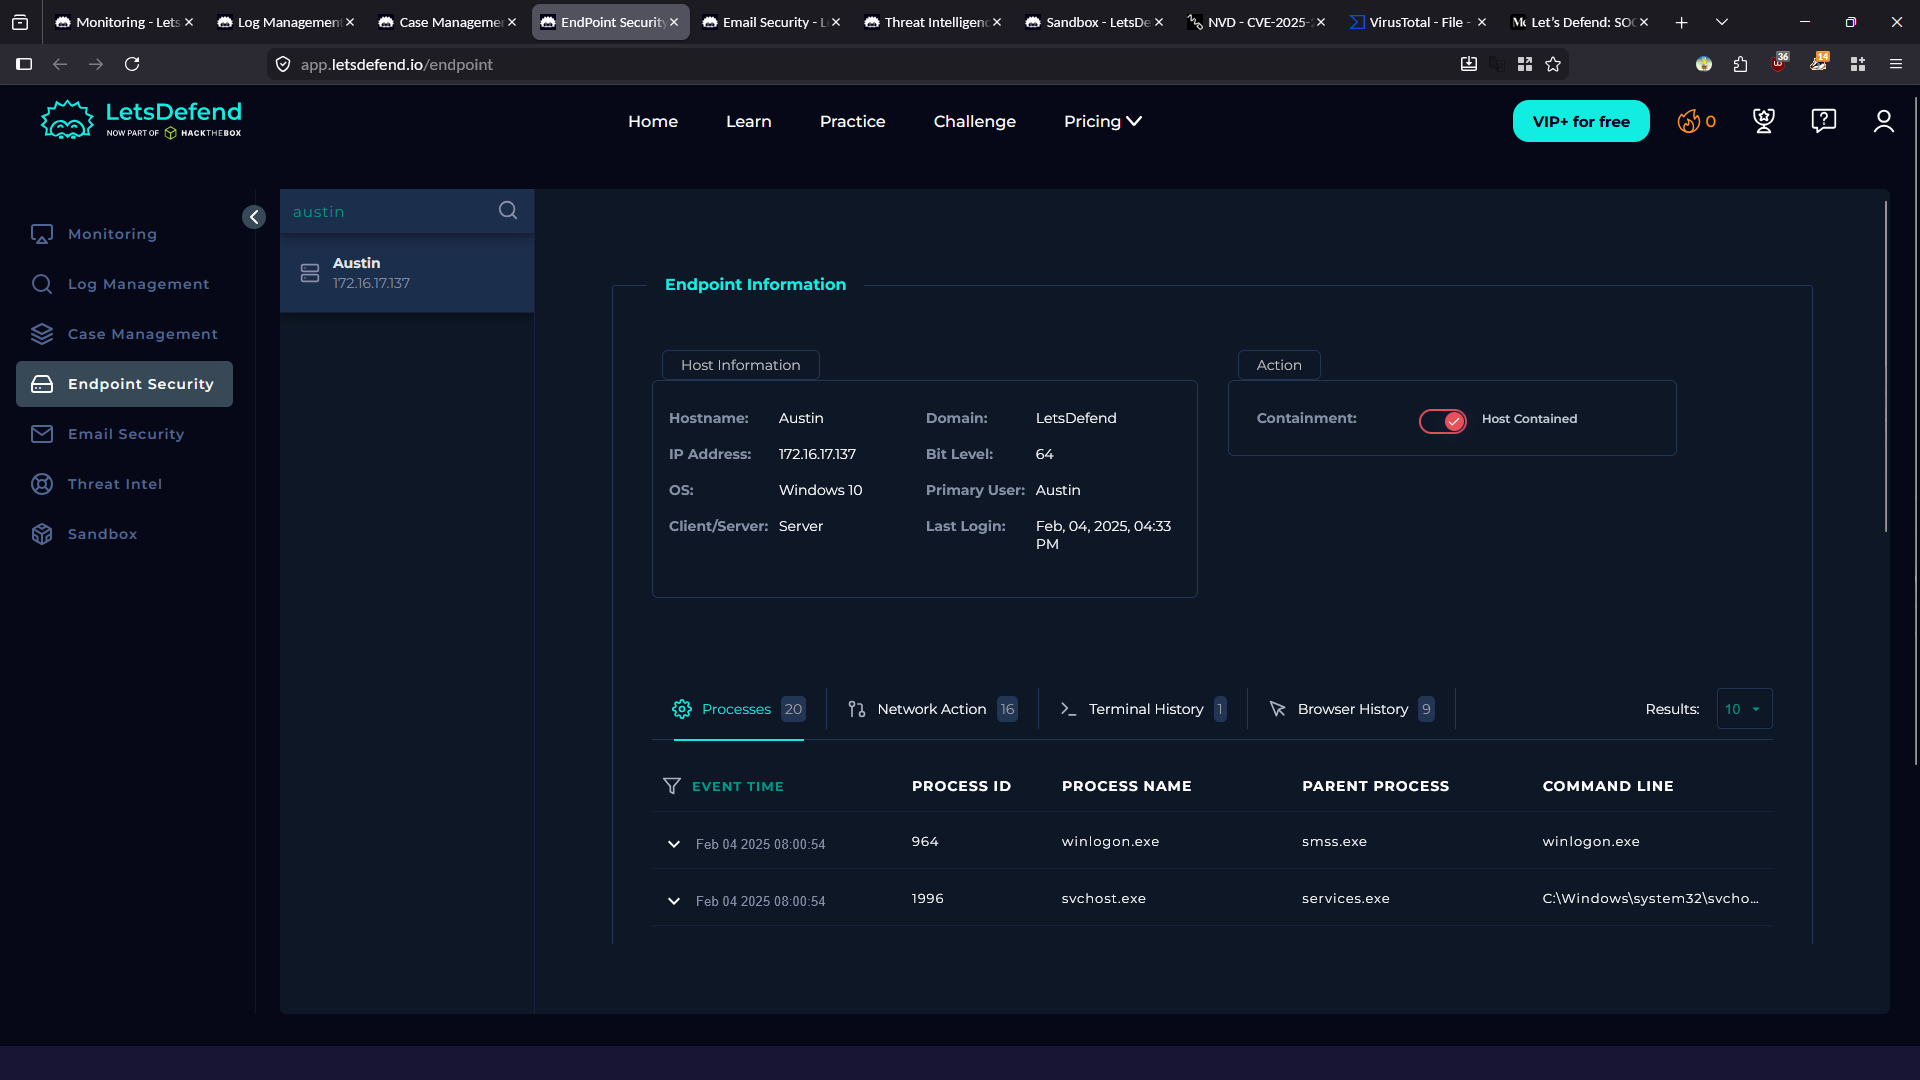 Monitoring - Lets
Log Management
Case Managemen
EndPoint Security
Email Security - L
Threat Intelligenc
Sandbox - LetsDe
NVD - CVE-2025-
VirusTotal - File -
Let's Defend: SOC
app.letsdefend.io/endpoint
36
14
LetsDefend
NOW PART OF HACKTHEBOX
Home
Learn
Practice
Challenge
Pricing
VIP+ for free
0
Monitoring
Log Management
Case Management
Endpoint Security
Email Security
Threat Intel
Sandbox
austin
Austin
172.16.17.137
Endpoint Information
Host Information
Hostname: Austin
Domain: LetsDefend
IP Address: 172.16.17.137
Bit Level: 64
OS: Windows 10
Primary User: Austin
Client/Server: Server
Last Login: Feb, 04, 2025, 04:33
PM
Action
Containment: Host Contained
Processes 20
Network Action 16
Terminal History 1
Browser History 9
Results: 10
EVENT TIME PROCESS ID PROCESS NAME PARENT PROCESS COMMAND LINE
Feb 04 2025 08:00:54 964 winlogon.exe smss.exe winlogon.exe
Feb 04 2025 08:00:54 1996 svchost.exe services.exe C:\Windows\system32\svcho...